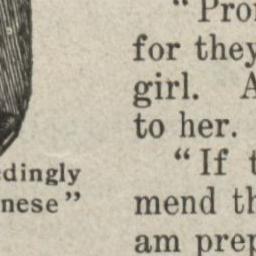 "Pro
for they
girl. A
to her.
"If t
mend th
am prep
edingly
nese"